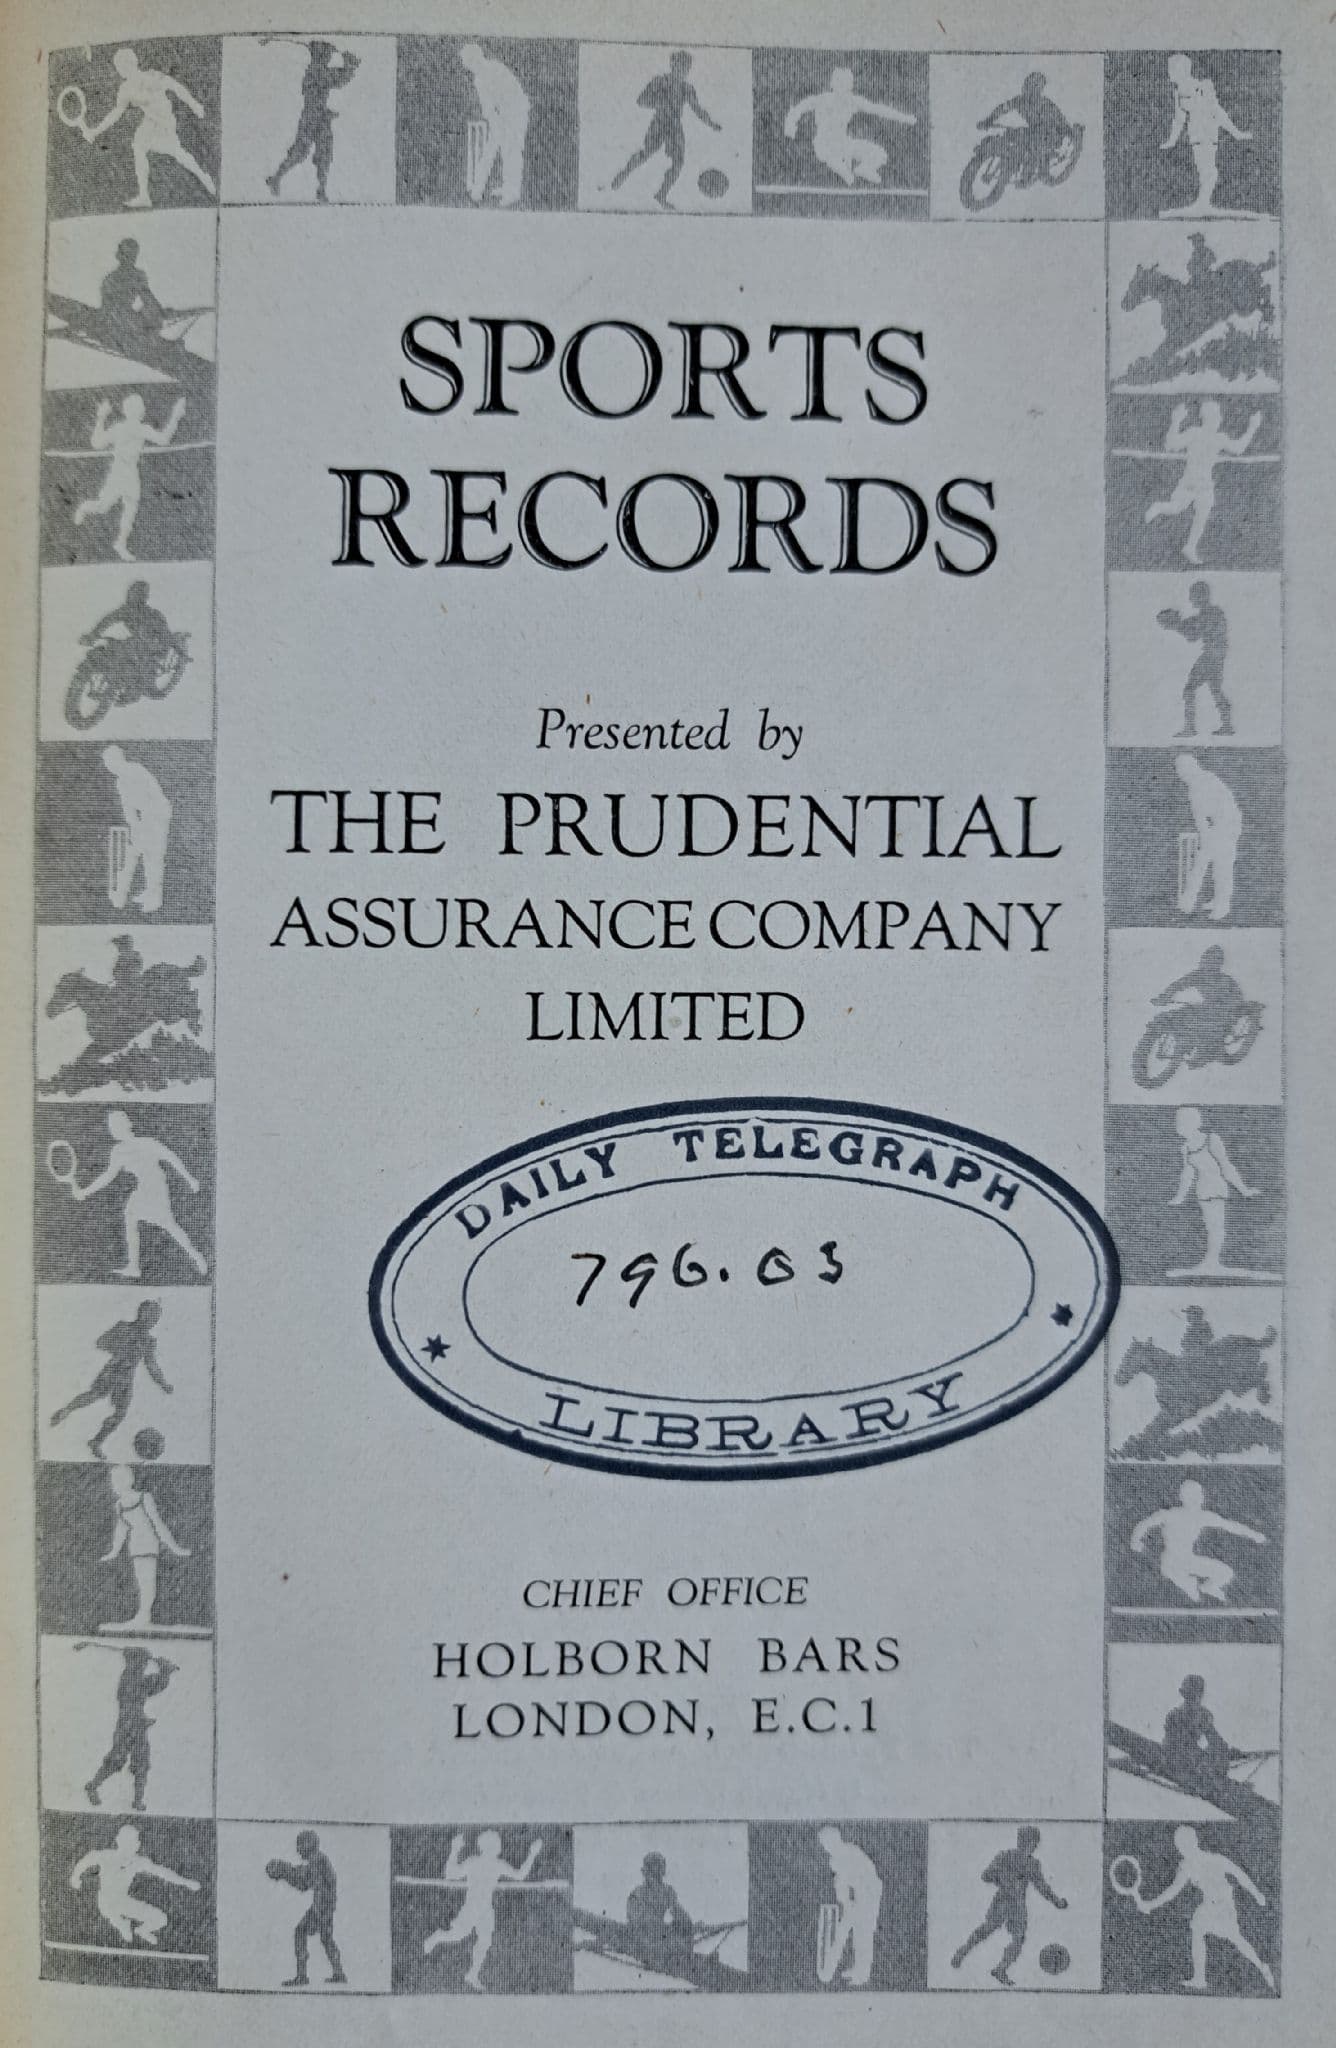 SPORTS
RECORDS
Presented by
THE PRUDENTIAL
ASSURANCE COMPANY
LIMITED
DAILY TELEGRAPH
796.03
LIBRARY
CHIEF OFFICE
HOLBORN BARS
LONDON, E.C.1